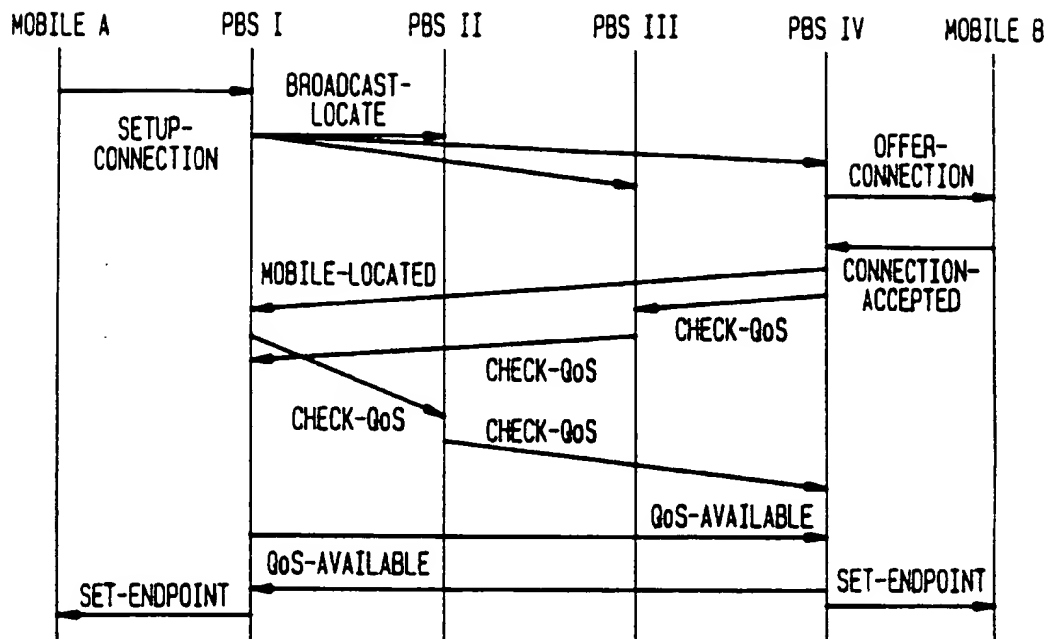 MOBILE A
PBS I
PBS II
PBS III
PBS IV
MOBILE B
BROADCAST-
LOCATE
SETUP-
CONNECTION
OFFER-
CONNECTION
MOBILE-LOCATED
CONNECTION-
ACCEPTED
CHECK-QoS
CHECK-QoS
CHECK-QoS
CHECK-QoS
QoS-AVAILABLE
QoS-AVAILABLE
SET-ENDPOINT
SET-ENDPOINT